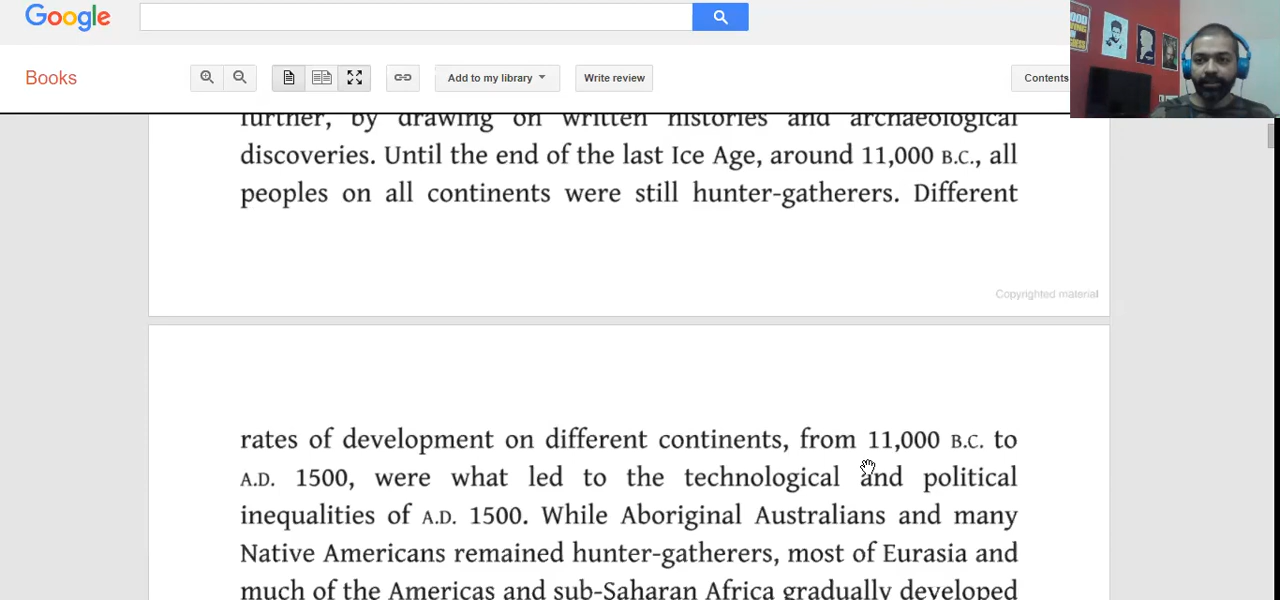 Google
Books
Add to my library
Write review
Contents
further, by drawing on written histories and archaeological
discoveries. Until the end of the last Ice Age, around 11,000 B.C., all
peoples on all continents were still hunter-gatherers. Different
Copyrighted material
rates of development on different continents, from 11,000 B.C. to
A.D. 1500, were what led to the technological and political
inequalities of A.D. 1500. While Aboriginal Australians and many
Native Americans remained hunter-gatherers, most of Eurasia and
much of the Americas and sub-Saharan Africa gradually developed